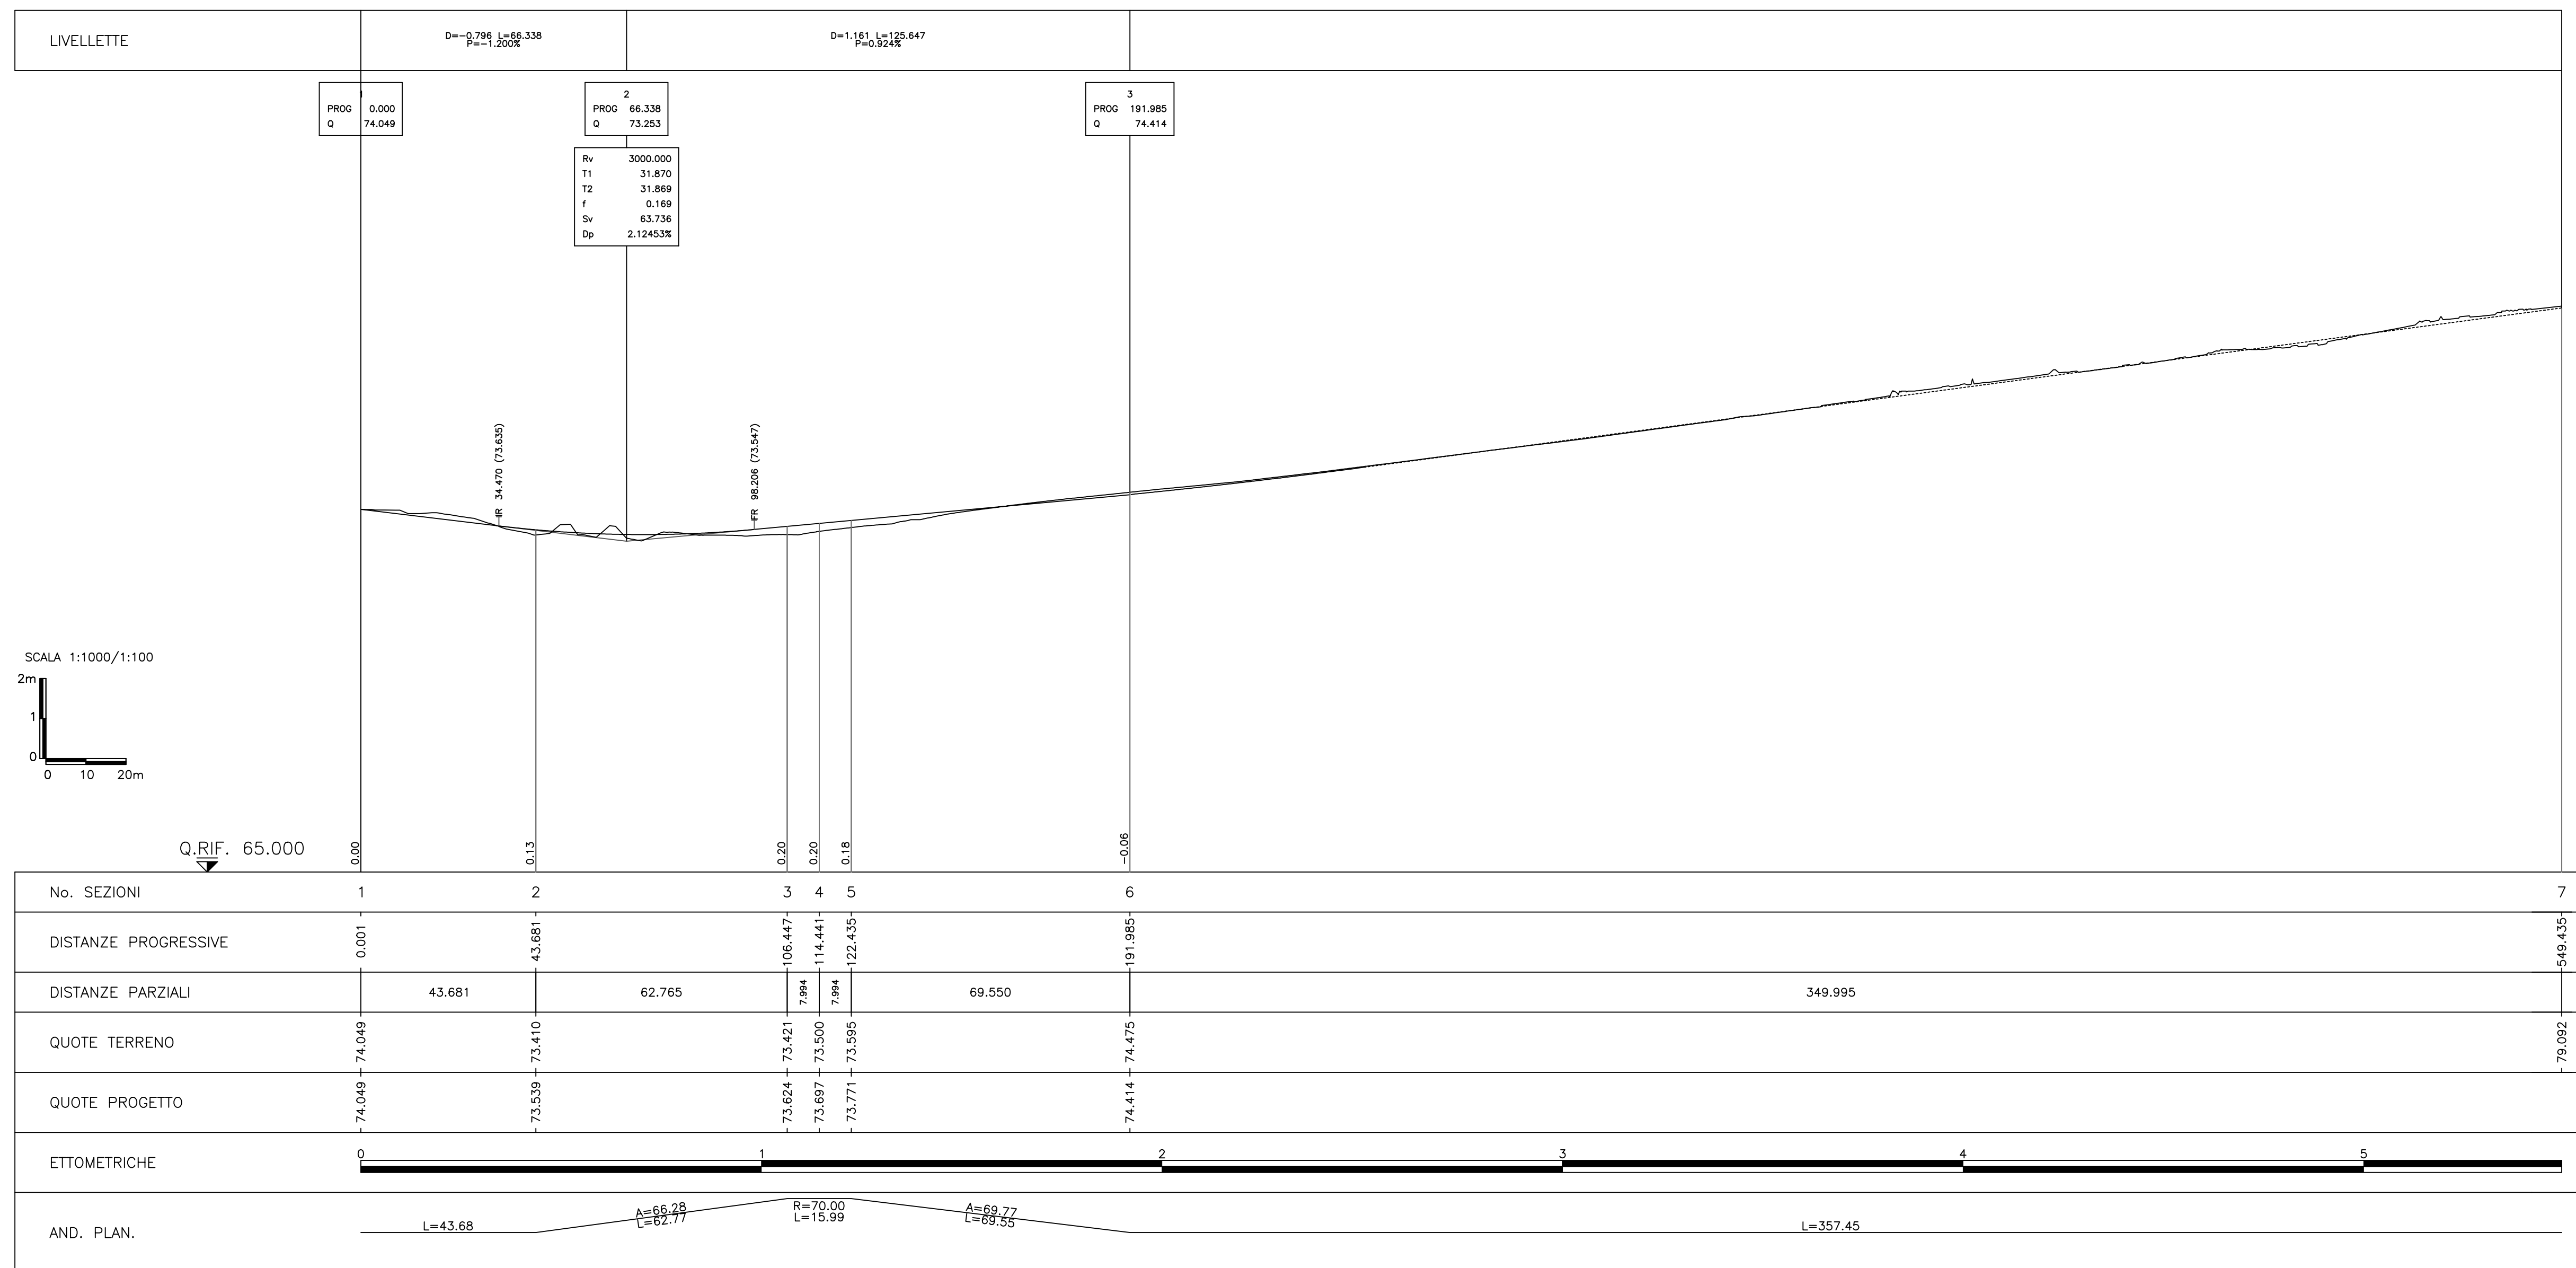 LIVELLETTE
D=-0.796 L=66.338
P=-1.200%
D=1.161 L=125.647
P=0.924%
1
PROG 0.000
Q 74.049
2
PROG 66.338
Q 73.253
3
PROG 191.985
Q 74.414
Rv 3000.000
T1 31.870
T2 31.869
f 0.169
Sv 63.736
Dp 2.12453%
IR 34.470 (73.635)
FR 98.206 (73.547)
SCALA 1:1000/1:100
2m
1
0
0 10 20m
Q.RIF. 65.000
0.00 0.13 0.20 0.20 0.18 -0.06
No. SEZIONI 1 2 3 4 5 6 7
DISTANZE PROGRESSIVE 0.001 43.681 106.447 114.441 122.435 191.985 549.435
DISTANZE PARZIALI 43.681 62.765 7.994 7.994 69.550 349.995
QUOTE TERRENO 74.049 73.410 73.421 73.500 73.595 74.475 79.092
QUOTE PROGETTO 74.049 73.539 73.624 73.697 73.771 74.414
ETTOMETRICHE 0 1 2 3 4 5
AND. PLAN.
L=43.68
A=66.28
L=62.77
R=70.00
L=15.99
A=69.77
L=69.55
L=357.45